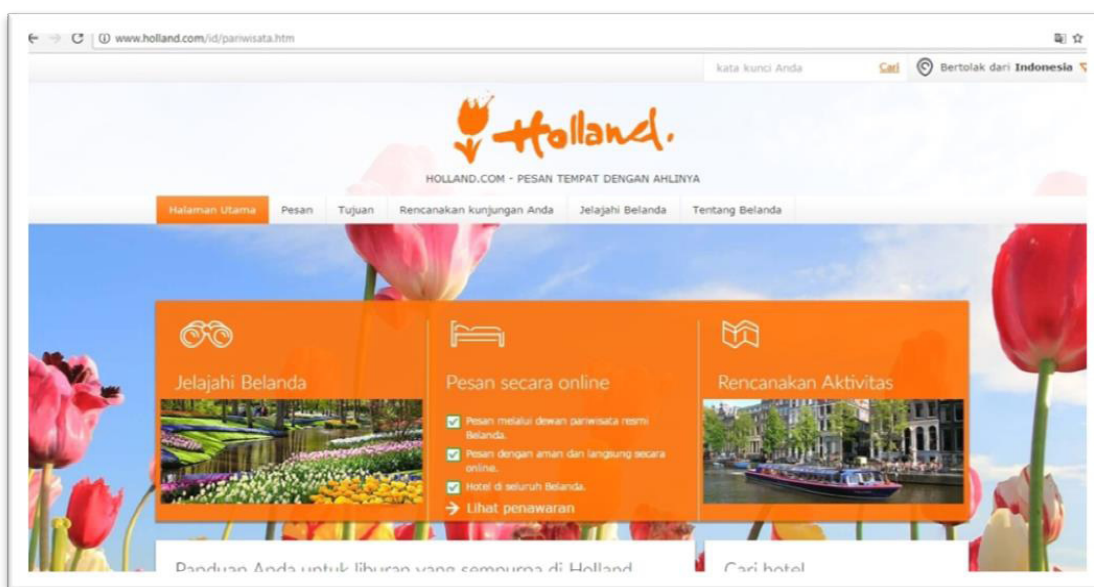 www.holland.com/id/pariwisata.htm
kata kunci Anda Cari Bertolak dari Indonesia
Holland.
HOLLAND.COM - PESAN TEMPAT DENGAN AHLINYA
Halaman Utama Pesan Tujuan Rencanakan kunjungan Anda Jelajahi Belanda Tentang Belanda
Jelajahi Belanda
Pesan secara online
Pesan melalui dewan pariwisata resmi
Belanda.
Pesan dengan aman dan langsung secara
online.
Hotel di seluruh Belanda.
Lihat penawaran
Rencanakan Aktivitas
Panduan Anda untuk liburan yang sempurna di Holland
Cari hotel